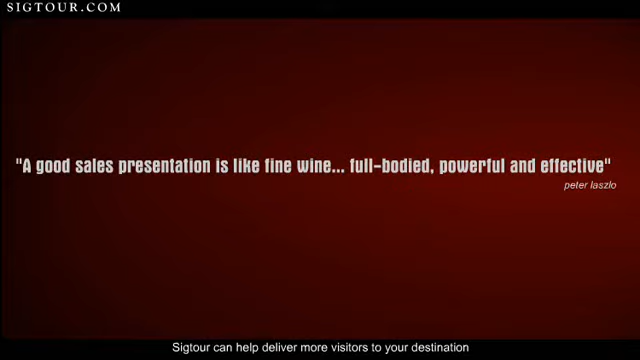 SIGTOUR.COM
"A good sales presentation is like fine wine... full-bodied, powerful and effective"
peter laszlo
Sigtour can help deliver more visitors to your destination